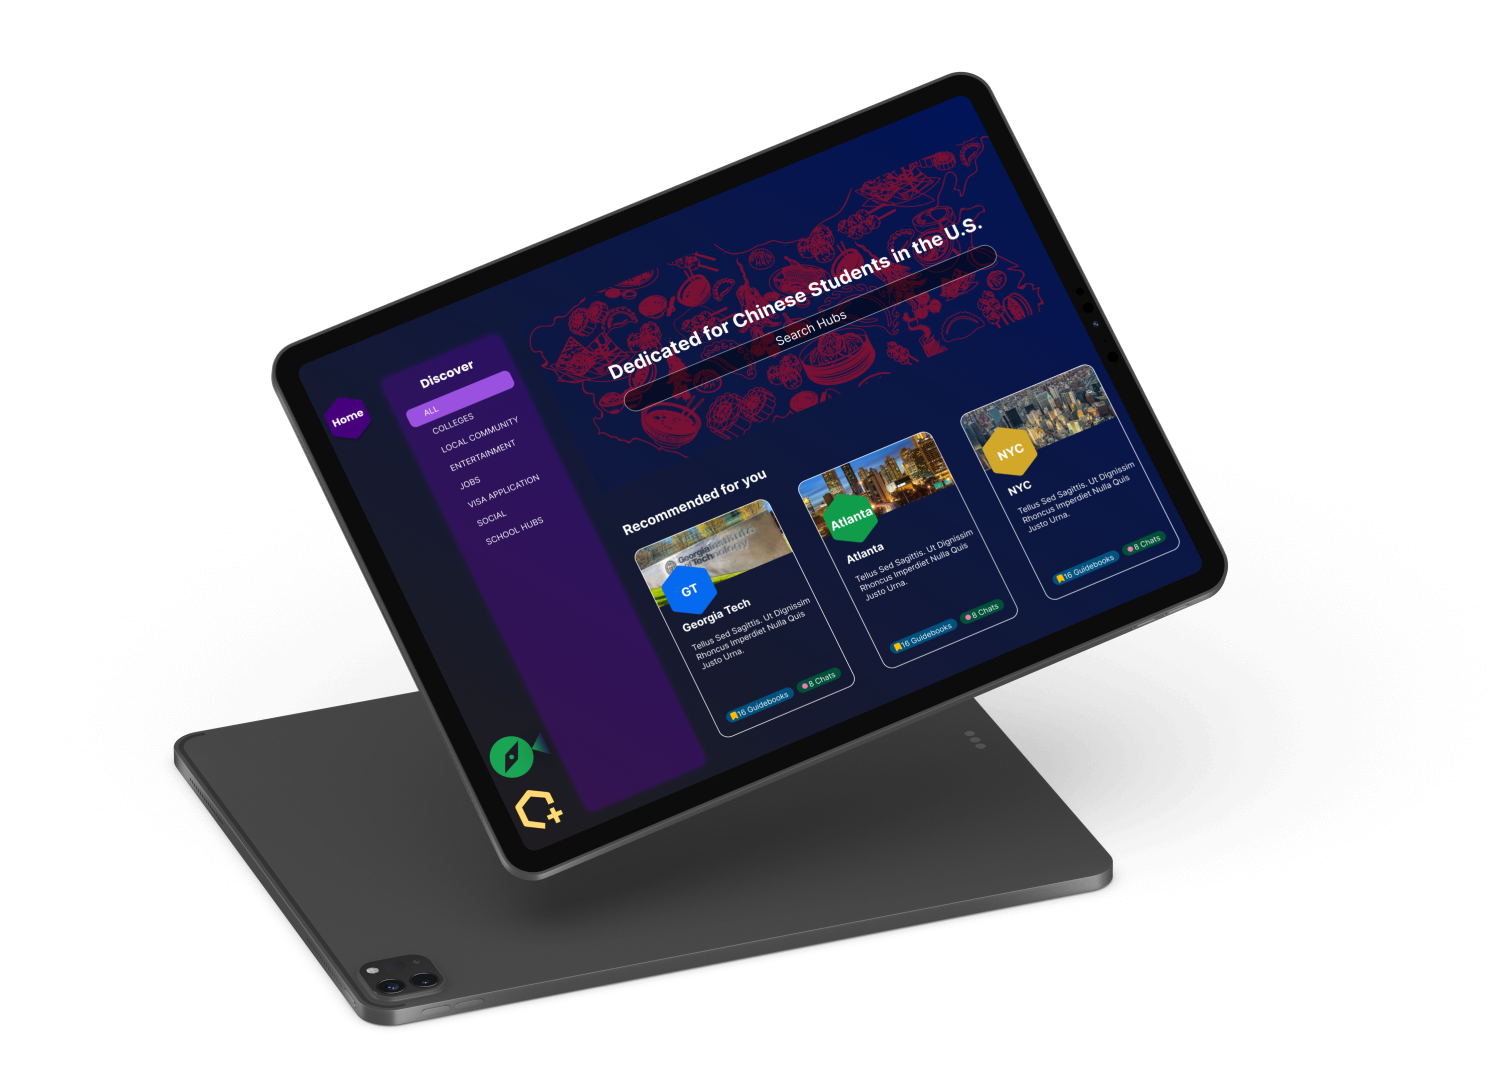 Dedicated for Chinese Students in the U.S.
Search Hubs
Home
Discover
ALL
COLLEGES
LOCAL COMMUNITY
ENTERTAINMENT
JOBS
VISA APPLICATION
SOCIAL
SCHOOL HUBS
Recommended for you
Georgia Institute
of Technology
GT
Georgia Tech
Tellus Sed Sagittis. Ut Dignissim
Rhoncus Imperdiet Nulla Quis
Justo Urna.
16 Guidebooks
8 Chats
Atlanta
Atlanta
Tellus Sed Sagittis. Ut Dignissim
Rhoncus Imperdiet Nulla Quis
Justo Urna.
16 Guidebooks
8 Chats
NYC
NYC
Tellus Sed Sagittis. Ut Dignissim
Rhoncus Imperdiet Nulla Quis
Justo Urna.
16 Guidebooks
8 Chats